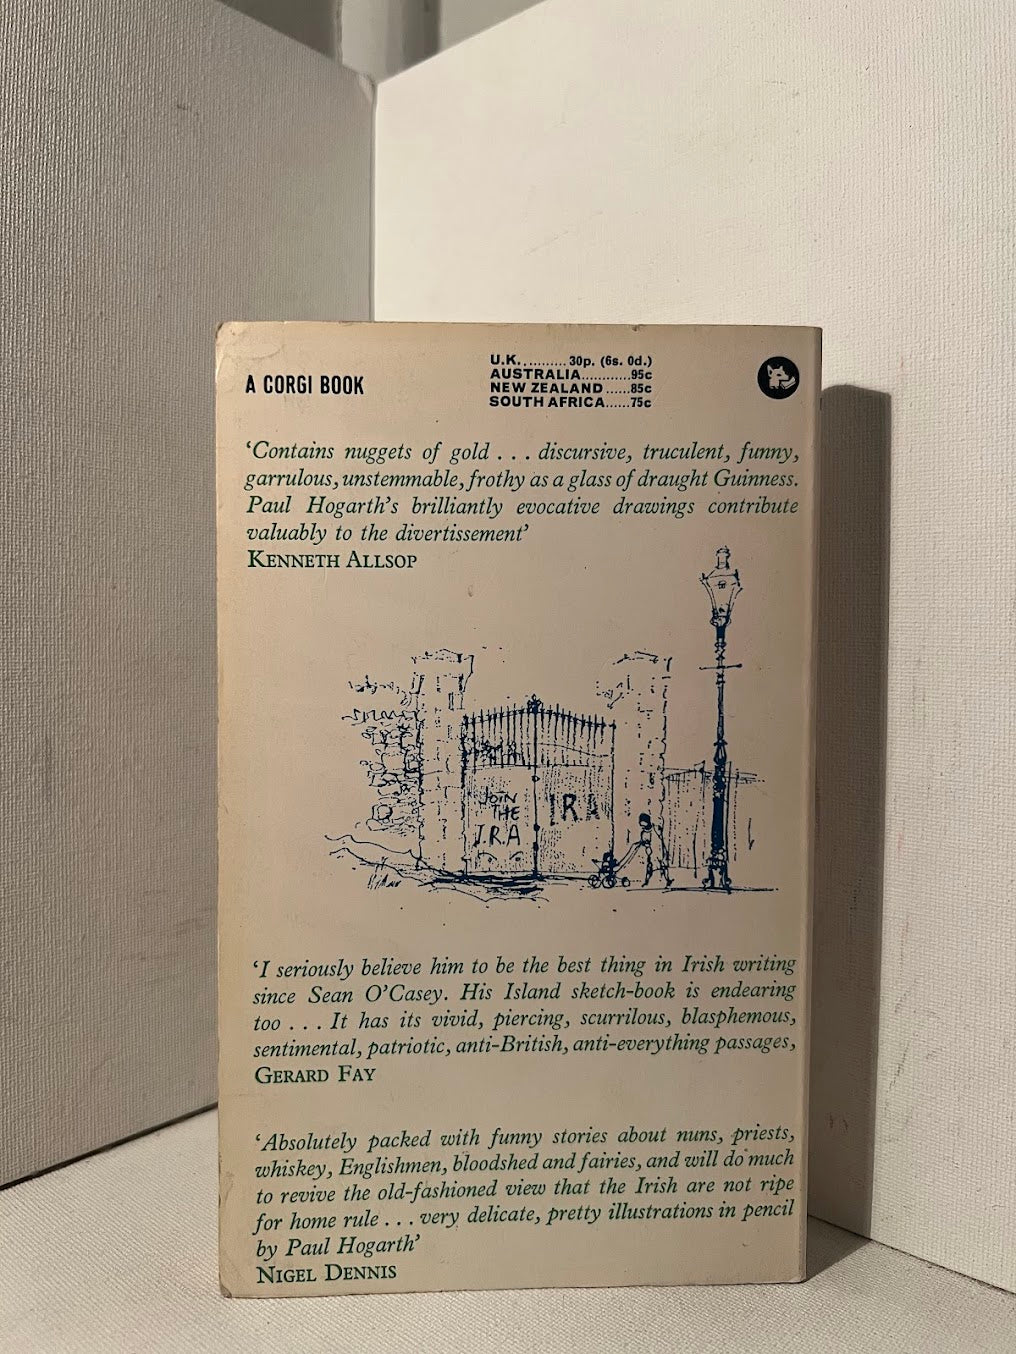 A CORGI BOOK
U.K. .......... 30p. (6s. 0d.)
AUSTRALIA............95c
NEW ZEALAND ......85c
SOUTH AFRICA......75c
‘Contains nuggets of gold . . . discursive, truculent, funny,
garrulous, unstemmable, frothy as a glass of draught Guinness.
Paul Hogarth’s brilliantly evocative drawings contribute
valuably to the divertissement’
KENNETH ALLSOP
JOIN
THE
I.R.A
IRA
‘I seriously believe him to be the best thing in Irish writing
since Sean O’Casey. His Island sketch-book is endearing
too . . . It has its vivid, piercing, scurrilous, blasphemous,
sentimental, patriotic, anti-British, anti-everything passages,
GERARD FAY
‘Absolutely packed with funny stories about nuns, priests,
whiskey, Englishmen, bloodshed and fairies, and will do much
to revive the old-fashioned view that the Irish are not ripe
for home rule . . . very delicate, pretty illustrations in pencil
by Paul Hogarth’
NIGEL DENNIS